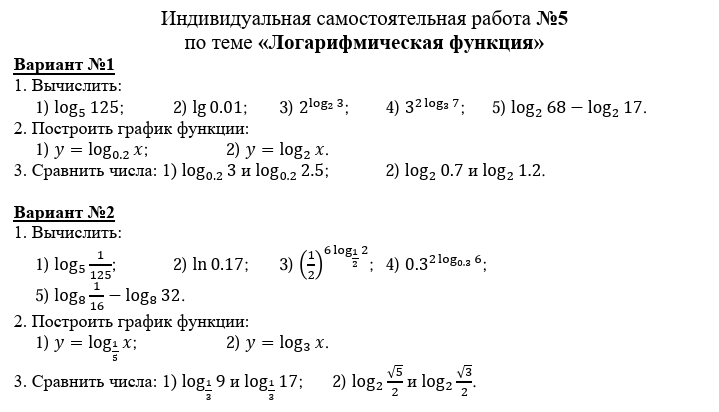 Индивидуальная самостоятельная работа №5
по теме «Логарифмическая функция»
Вариант №1
1. Вычислить:
1) log₅ 125; 2) lg 0.01; 3) 2^(log₂ 3); 4) 3^(2 log₃ 7); 5) log₂ 68 − log₂ 17.
2. Построить график функции:
1) y = log₀.₂ x; 2) y = log₂ x.
3. Сравнить числа: 1) log₀.₂ 3 и log₀.₂ 2.5; 2) log₂ 0.7 и log₂ 1.2.
Вариант №2
1. Вычислить:
1) log₅ 1/125; 2) ln 0.17; 3) (1/2)^(6 log_(1/2) 2); 4) 0.3^(2 log₀.₃ 6);
5) log₈ 1/16 − log₈ 32.
2. Построить график функции:
1) y = log_(1/5) x; 2) y = log₃ x.
3. Сравнить числа: 1) log_(1/3) 9 и log_(1/3) 17; 2) log₂ √5/2 и log₂ √3/2.